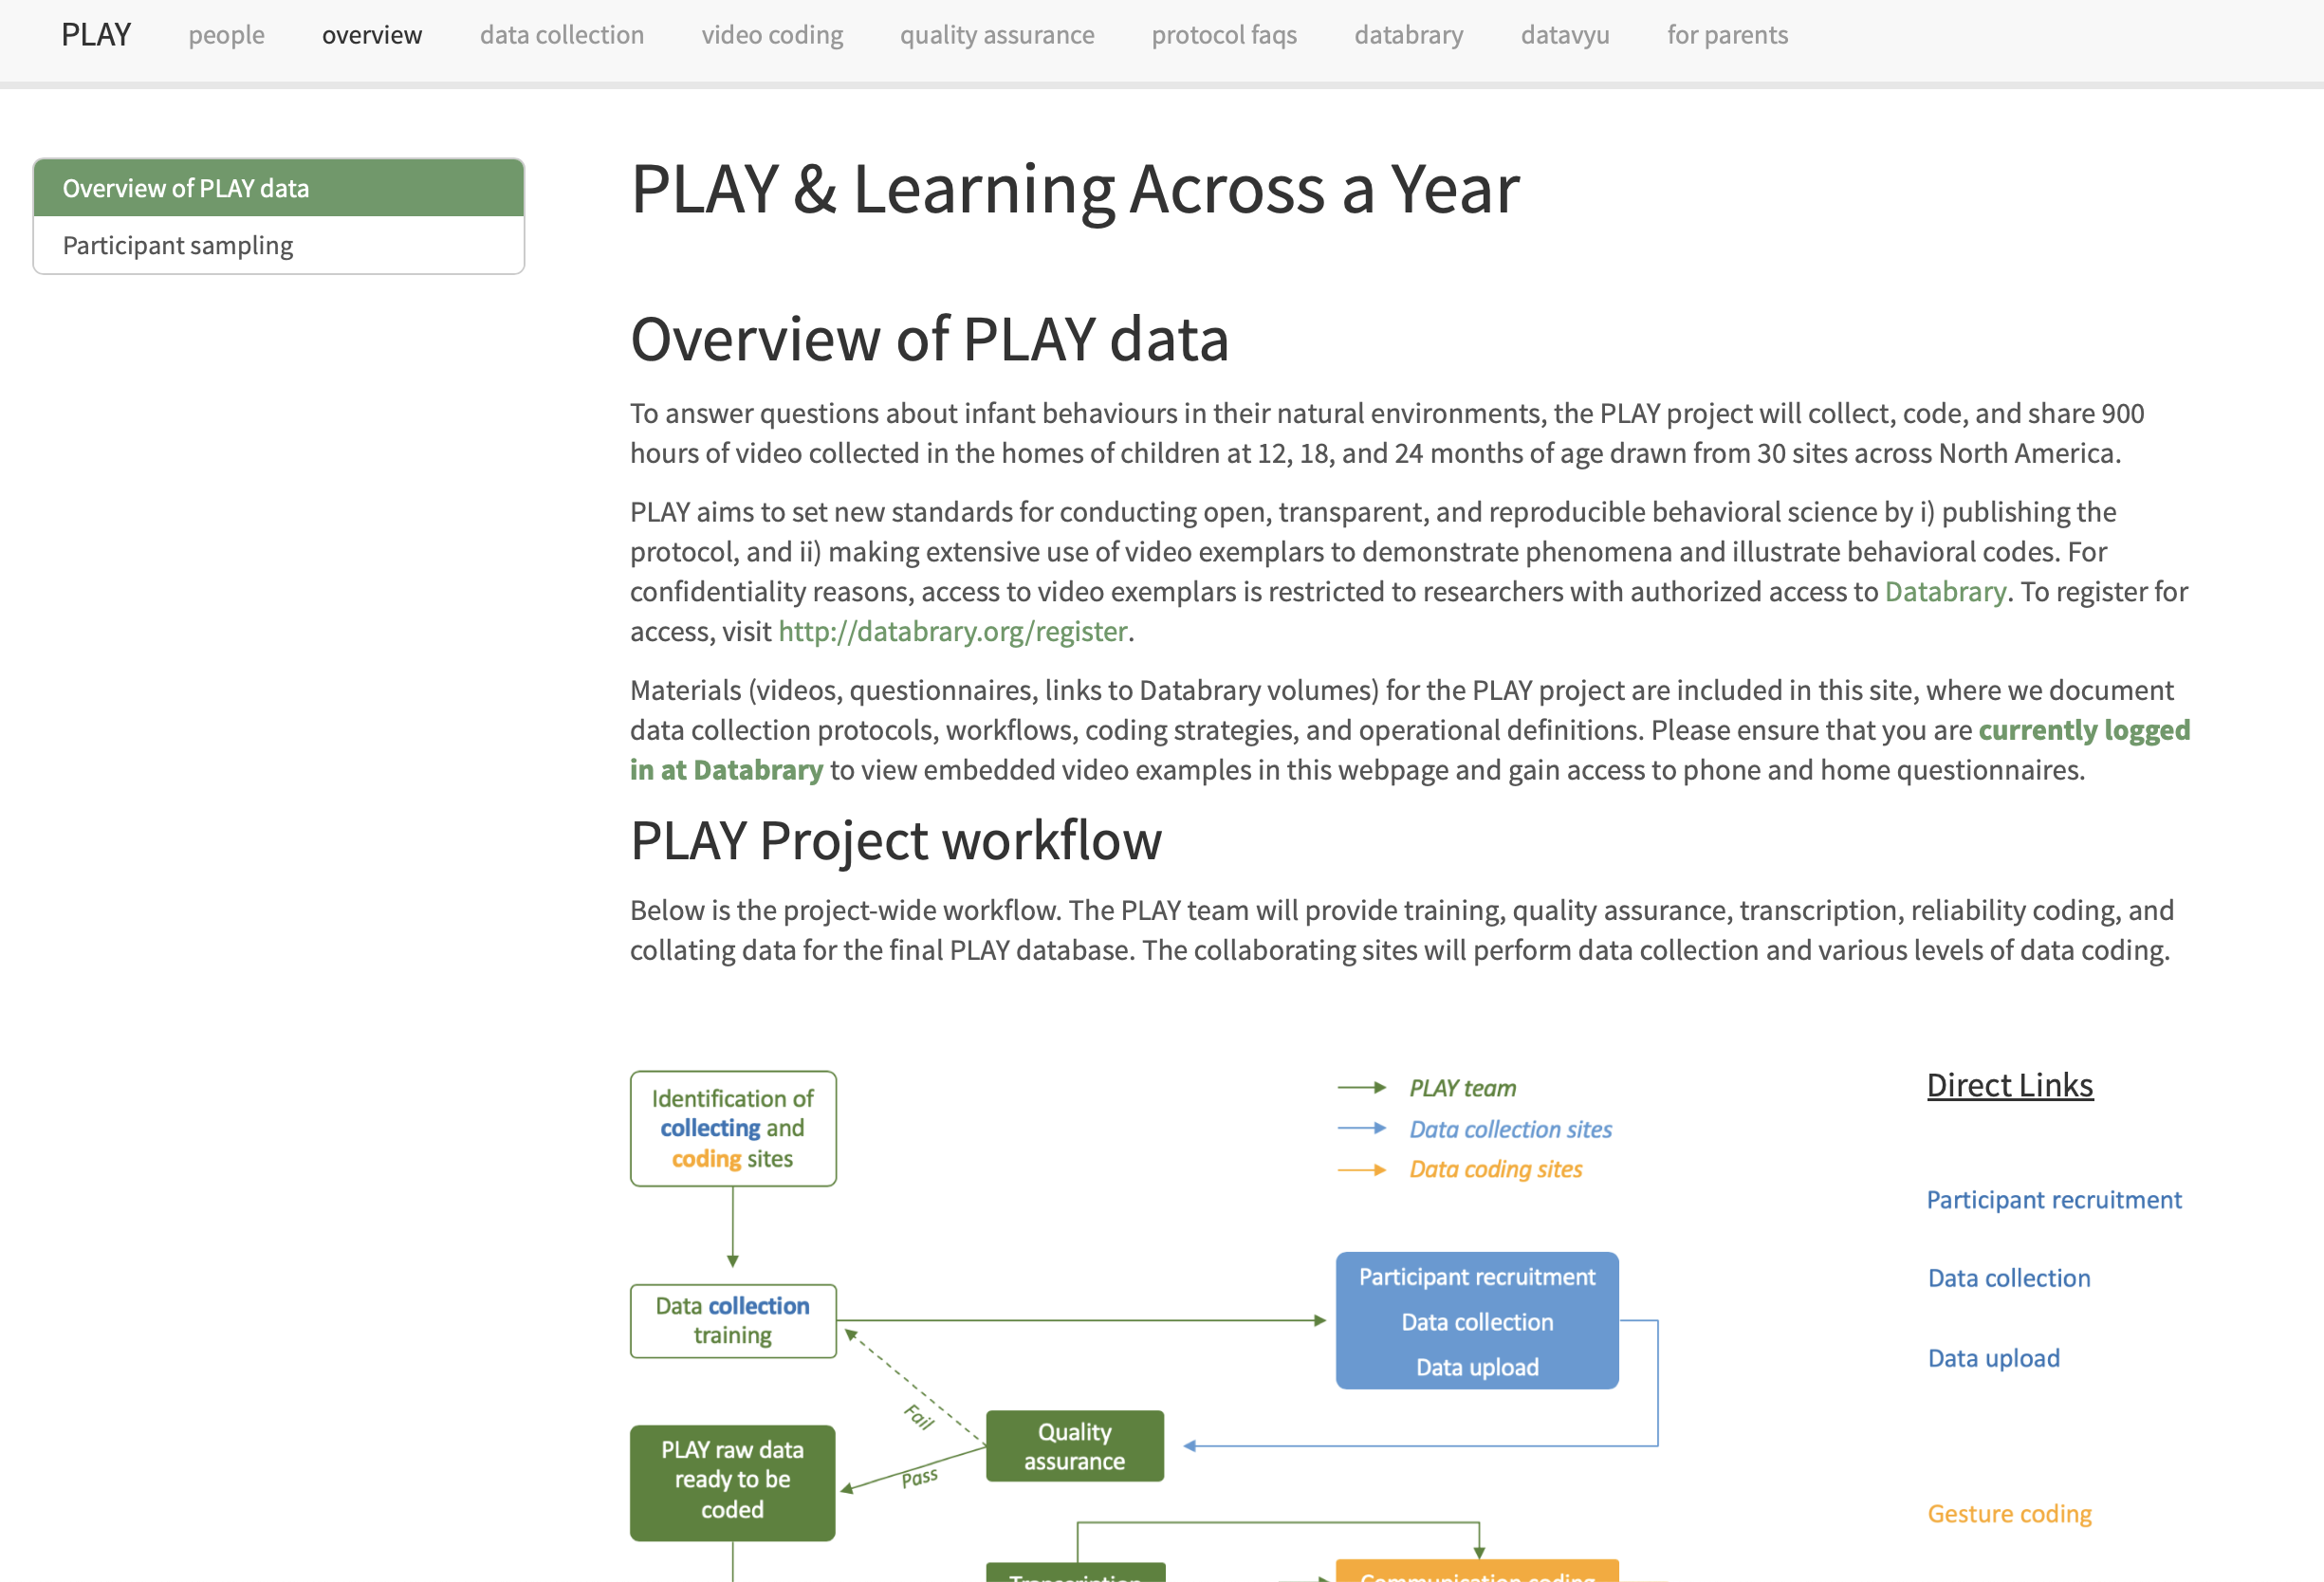 PLAY people overview data collection video coding quality assurance protocol faqs databrary datavyu for parents
Overview of PLAY data
Participant sampling
PLAY & Learning Across a Year
Overview of PLAY data
To answer questions about infant behaviours in their natural environments, the PLAY project will collect, code, and share 900
hours of video collected in the homes of children at 12, 18, and 24 months of age drawn from 30 sites across North America.
PLAY aims to set new standards for conducting open, transparent, and reproducible behavioral science by i) publishing the
protocol, and ii) making extensive use of video exemplars to demonstrate phenomena and illustrate behavioral codes. For
confidentiality reasons, access to video exemplars is restricted to researchers with authorized access to Databrary. To register for
access, visit http://databrary.org/register.
Materials (videos, questionnaires, links to Databrary volumes) for the PLAY project are included in this site, where we document
data collection protocols, workflows, coding strategies, and operational definitions. Please ensure that you are currently logged
in at Databrary to view embedded video examples in this webpage and gain access to phone and home questionnaires.
PLAY Project workflow
Below is the project-wide workflow. The PLAY team will provide training, quality assurance, transcription, reliability coding, and
collating data for the final PLAY database. The collaborating sites will perform data collection and various levels of data coding.
Identification of
collecting and
coding sites
PLAY team
Data collection sites
Data coding sites
Direct Links
Participant recruitment
Data collection
Data upload
Gesture coding
Data collection
training
Participant recruitment
Data collection
Data upload
Fail
Pass
Quality
assurance
PLAY raw data
ready to be
coded
Transcription
Communication coding